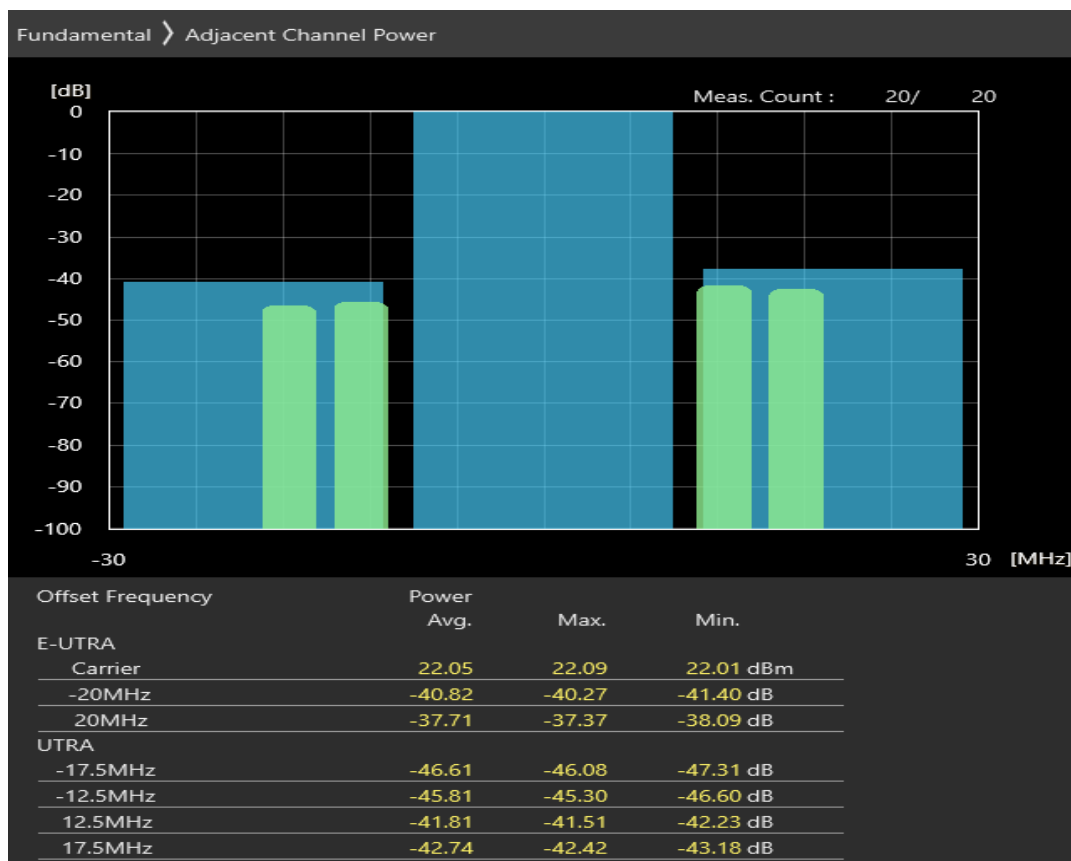 Fundamental ❯ Adjacent Channel Power
[dB]
Meas. Count : 20/ 20
0
-10
-20
-30
-40
-50
-60
-70
-80
-90
-100
-30 30 [MHz]
Offset Frequency Power
Avg. Max. Min.
E-UTRA
Carrier 22.05 22.09 22.01 dBm
-20MHz -40.82 -40.27 -41.40 dB
20MHz -37.71 -37.37 -38.09 dB
UTRA
-17.5MHz -46.61 -46.08 -47.31 dB
-12.5MHz -45.81 -45.30 -46.60 dB
12.5MHz -41.81 -41.51 -42.23 dB
17.5MHz -42.74 -42.42 -43.18 dB